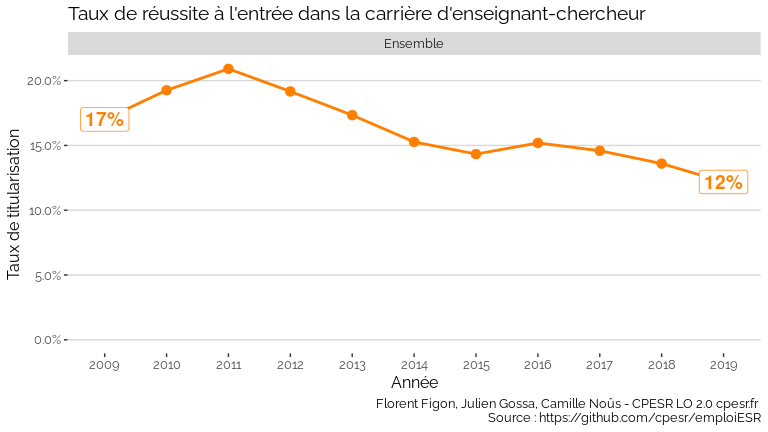 Taux de réussite à l'entrée dans la carrière d'enseignant-chercheur
Ensemble
Taux de titularisation
20.0%
15.0%
10.0%
5.0%
0.0%
17%
12%
2009 2010 2011 2012 2013 2014 2015 2016 2017 2018 2019
Année
Florent Figon, Julien Gossa, Camille Noûs - CPESR LO 2.0 cpesr.fr
Source : https://github.com/cpesr/emploiESR